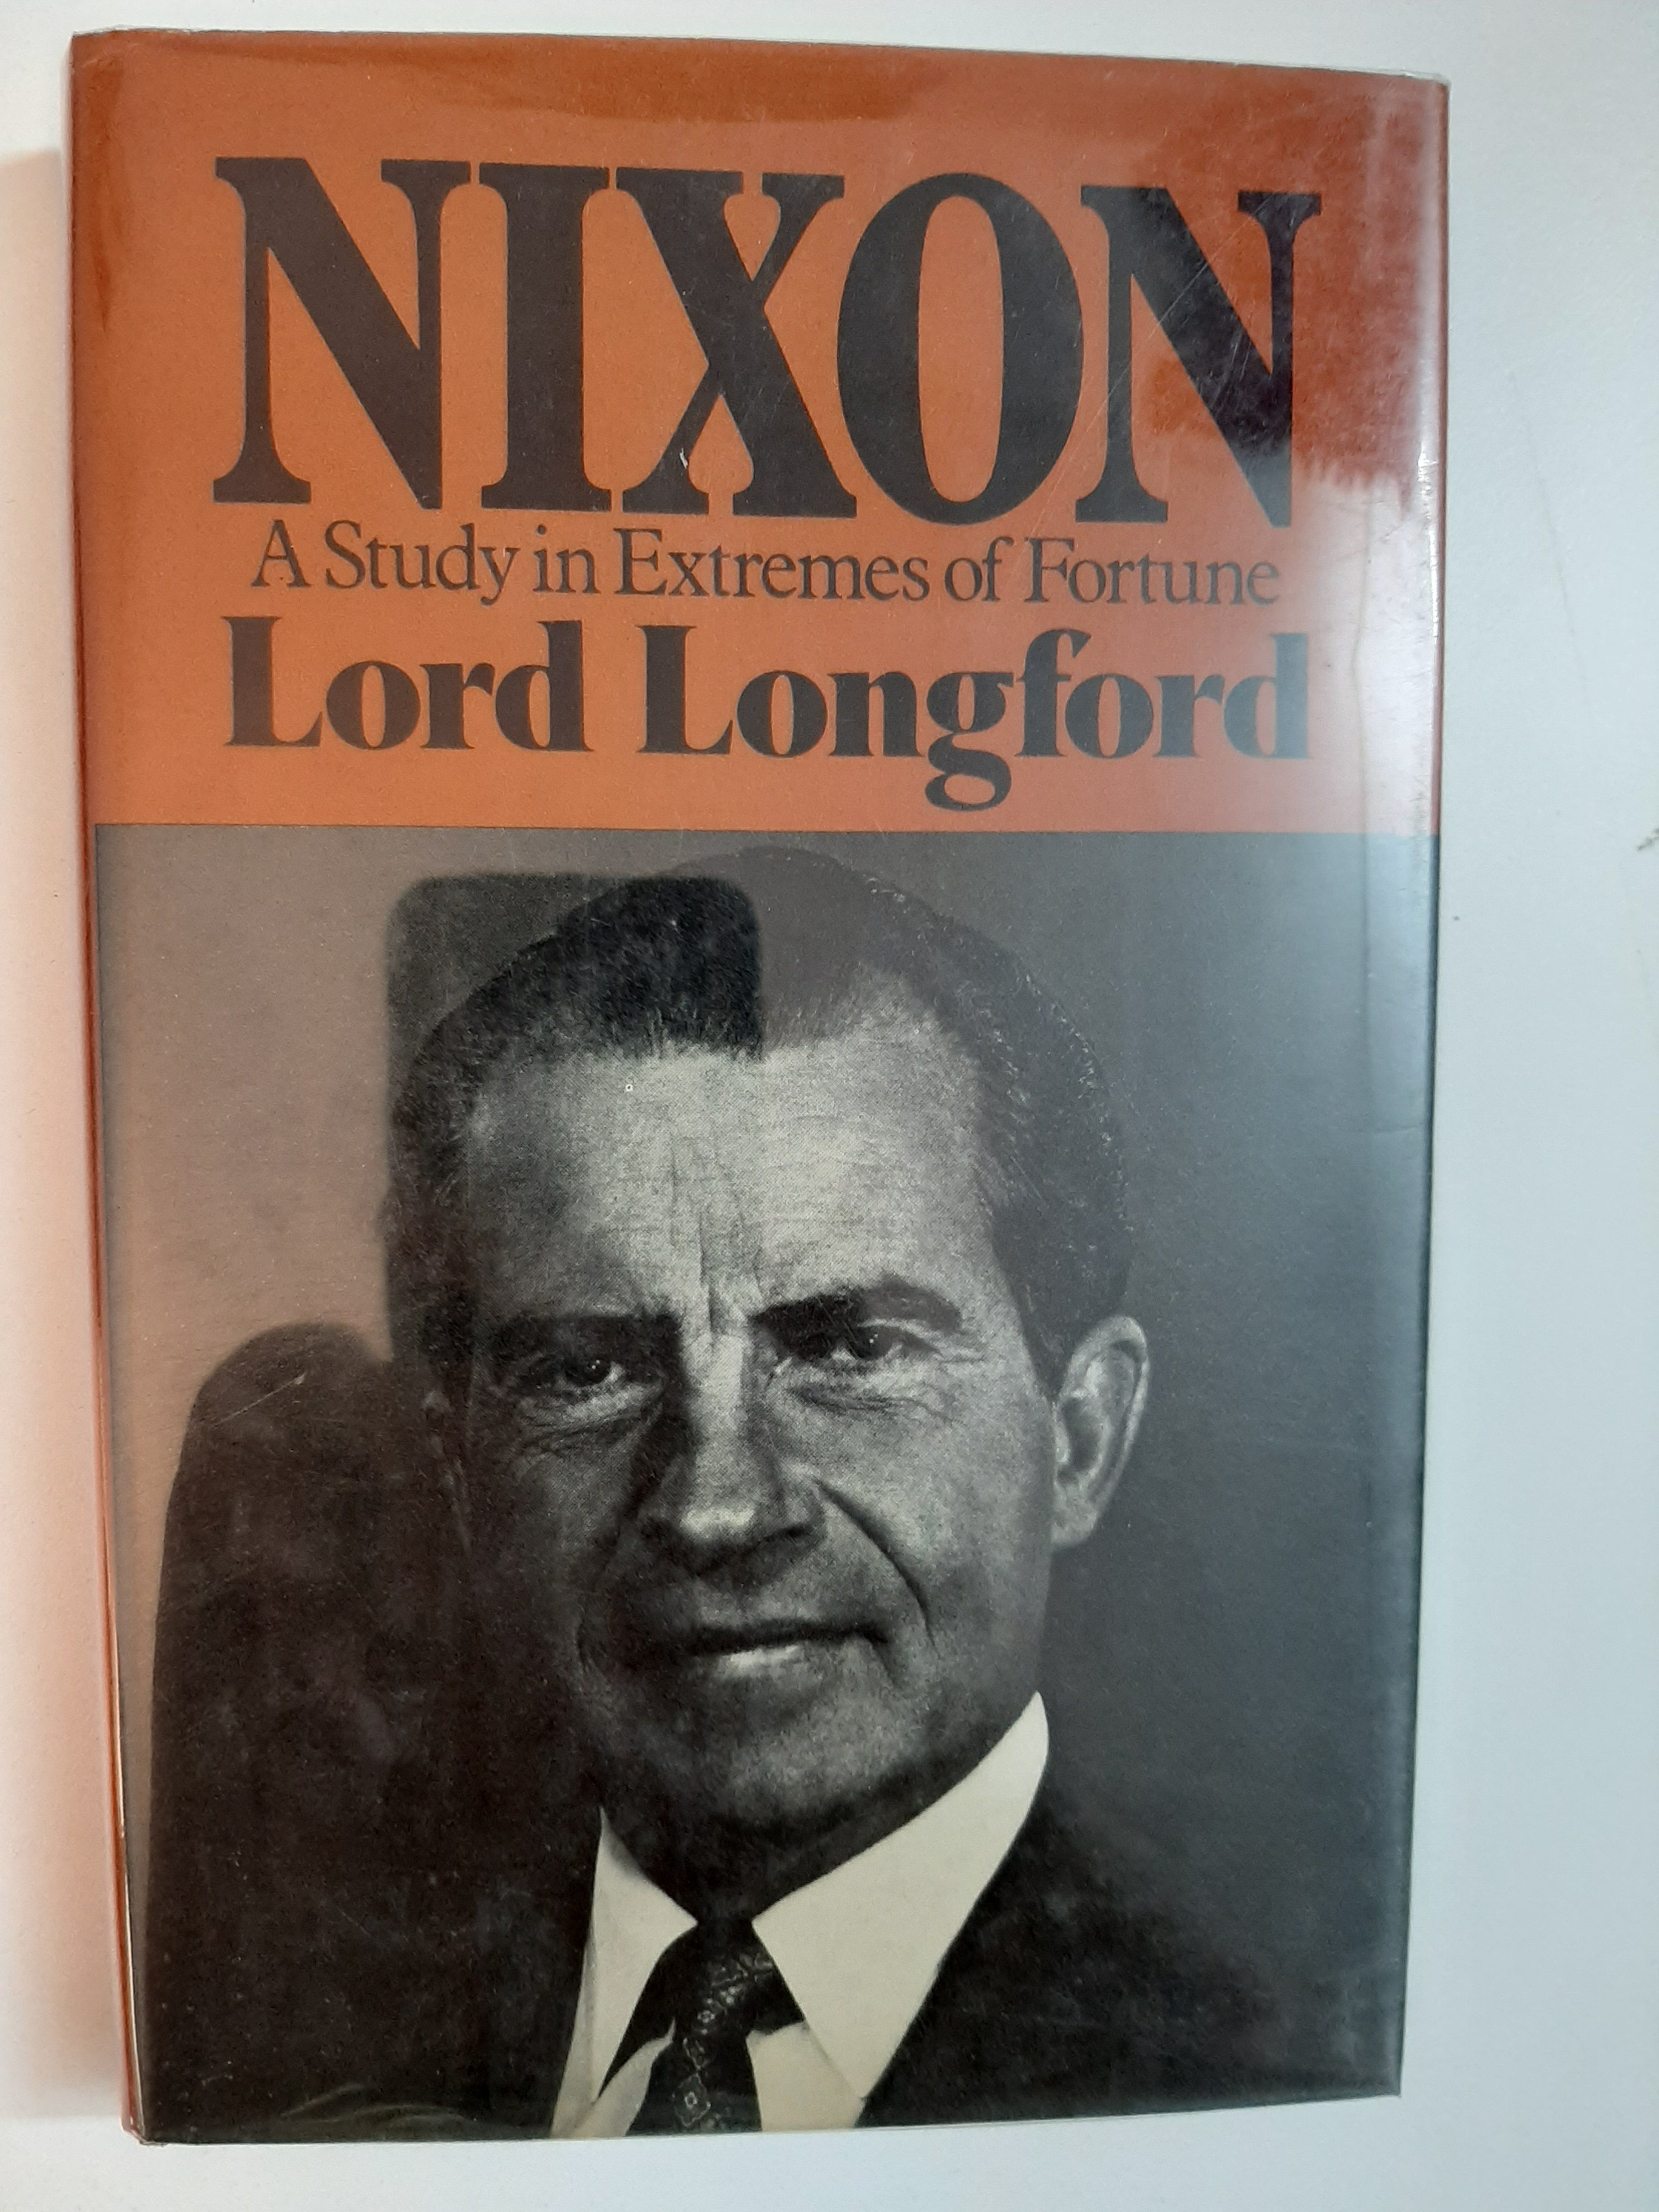 NIXON
A Study in Extremes of Fortune
Lord Longford